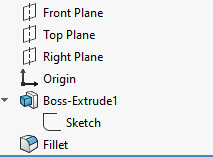 Front Plane
Top Plane
Right Plane
Origin
Boss-Extrude1
Sketch
Fillet